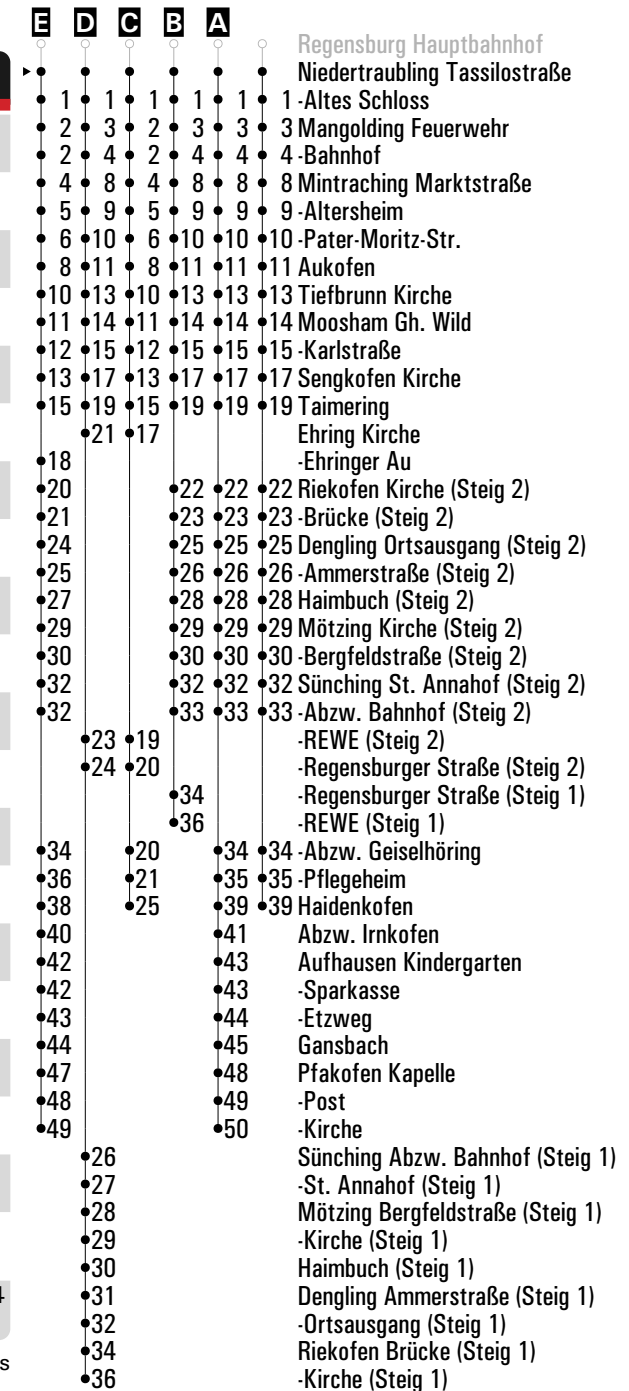 E D C B A
Regensburg Hauptbahnhof
Niedertraubling Tassilostraße
1 1 1 1 1 1 -Altes Schloss
2 3 2 3 3 3 Mangolding Feuerwehr
2 4 2 4 4 4 -Bahnhof
4 8 4 8 8 8 Mintraching Marktstraße
5 9 5 9 9 9 -Altersheim
6 10 6 10 10 10 -Pater-Moritz-Str.
8 11 8 11 11 11 Aukofen
10 13 10 13 13 13 Tiefbrunn Kirche
11 14 11 14 14 14 Moosham Gh. Wild
12 15 12 15 15 15 -Karlstraße
13 17 13 17 17 17 Sengkofen Kirche
15 19 15 19 19 19 Taimering
21 17 Ehring Kirche
18 -Ehringer Au
20 22 22 22 Riekofen Kirche (Steig 2)
21 23 23 23 -Brücke (Steig 2)
24 25 25 25 Dengling Ortsausgang (Steig 2)
25 26 26 26 -Ammerstraße (Steig 2)
27 28 28 28 Haimbuch (Steig 2)
29 29 29 29 Mötzing Kirche (Steig 2)
30 30 30 30 -Bergfeldstraße (Steig 2)
32 32 32 32 Sünching St. Annahof (Steig 2)
32 33 33 33 -Abzw. Bahnhof (Steig 2)
23 19 -REWE (Steig 2)
24 20 -Regensburger Straße (Steig 2)
34 -Regensburger Straße (Steig 1)
36 -REWE (Steig 1)
34 20 34 34 -Abzw. Geiselhöring
36 21 35 35 -Pflegeheim
38 25 39 39 Haidenkofen
40 41 Abzw. Irnkofen
42 43 Aufhausen Kindergarten
42 43 -Sparkasse
43 44 -Etzweg
44 45 Gansbach
47 48 Pfakofen Kapelle
48 49 -Post
49 50 -Kirche
26 Sünching Abzw. Bahnhof (Steig 1)
27 -St. Annahof (Steig 1)
28 Mötzing Bergfeldstraße (Steig 1)
29 -Kirche (Steig 1)
30 Haimbuch (Steig 1)
4
31 Dengling Ammerstraße (Steig 1)
32 -Ortsausgang (Steig 1)
34 Riekofen Brücke (Steig 1)
s
36 -Kirche (Steig 1)